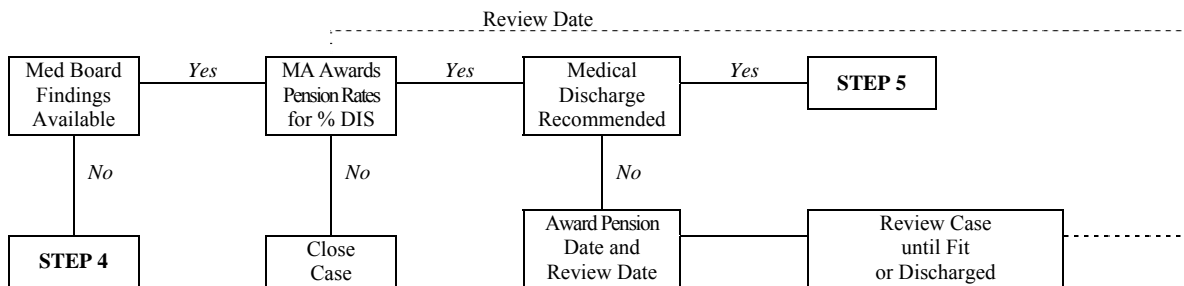 Review Date
Med Board
Findings
Available
Yes
MA Awards
Pension Rates
for % DIS
Yes
Medical
Discharge
Recommended
Yes
STEP 5
No
No
No
STEP 4
Close
Case
Award Pension
Date and
Review Date
Review Case
until Fit
or Discharged